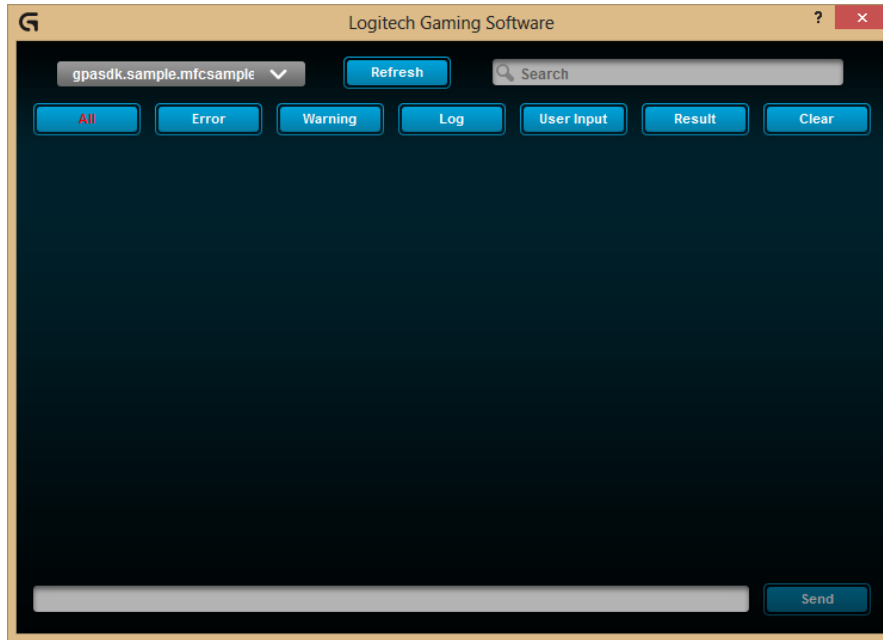 Logitech Gaming Software ?
gpasdk.sample.mfcsample Refresh Search
All Error Warning Log User Input Result Clear
Send